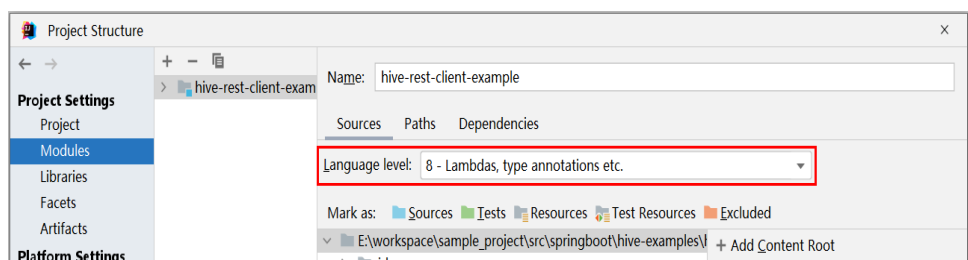 Project Structure
Project Settings
Project
Modules
Libraries
Facets
Artifacts
Platform Settings
hive-rest-client-exam
Name: hive-rest-client-example
Sources Paths Dependencies
Language level: 8 - Lambdas, type annotations etc.
Mark as: Sources Tests Resources Test Resources Excluded
E:\workspace\sample_project\src\springboot\hive-examples\ + Add Content Root